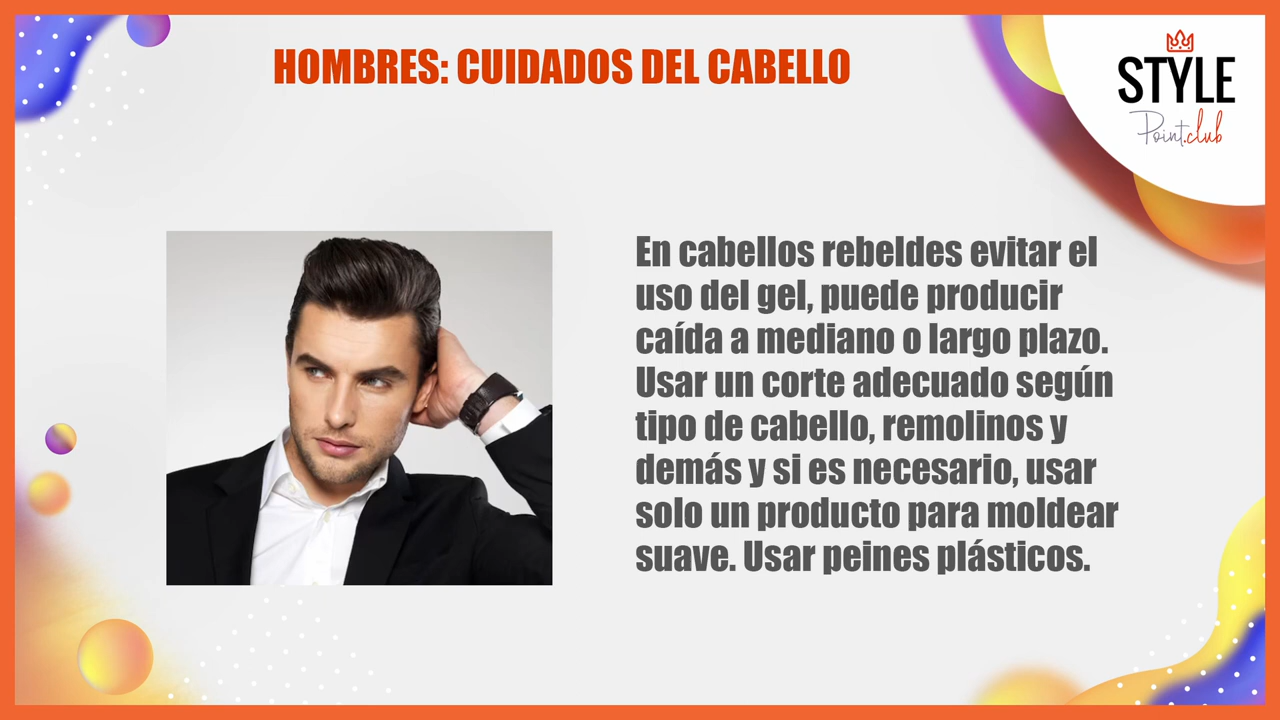 HOMBRES: CUIDADOS DEL CABELLO
STYLE
Point.club
En cabellos rebeldes evitar el
uso del gel, puede producir
caída a mediano o largo plazo.
Usar un corte adecuado según
tipo de cabello, remolinos y
demás y si es necesario, usar
solo un producto para moldear
suave. Usar peines plásticos.